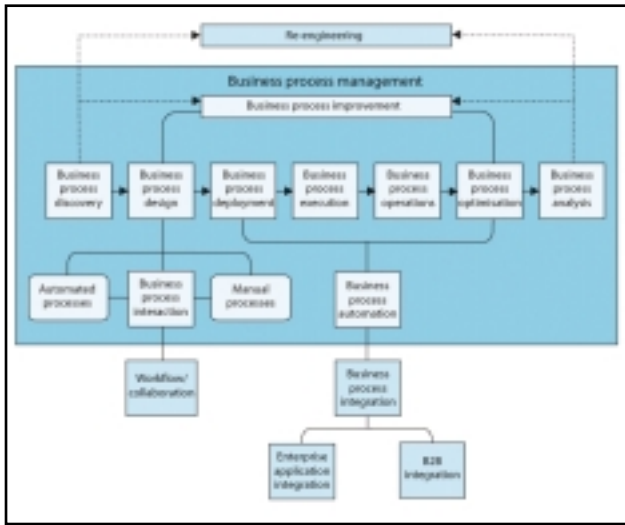 Re-engineering
Business process management
Business process improvement
Business
process
discovery
Business
process
design
Business
process
deployment
Business
process
execution
Business
process
operations
Business
process
optimisation
Business
process
analysis
Automated
processes
Business
process
interaction
Manual
processes
Business
process
automation
Workflow/
collaboration
Business
process
integration
Enterprise
application
integration
B2B
integration